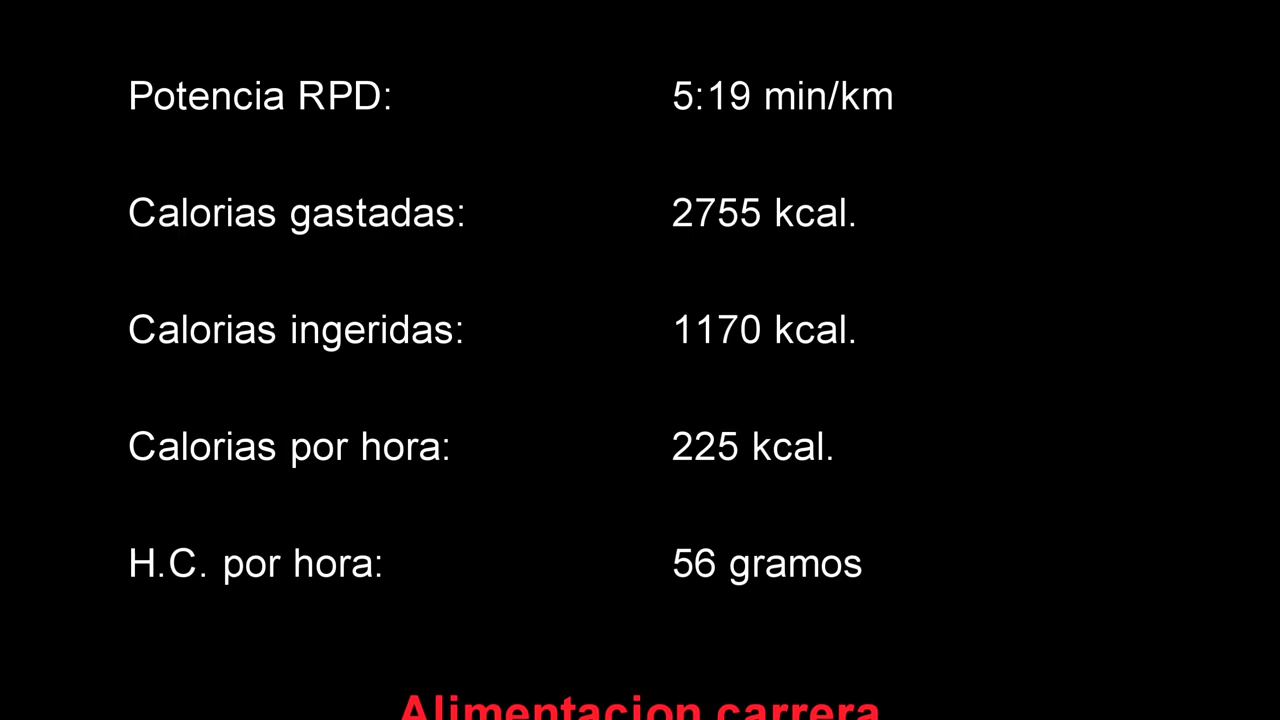 Potencia RPD: 5:19 min/km
Calorias gastadas: 2755 kcal.
Calorias ingeridas: 1170 kcal.
Calorias por hora: 225 kcal.
H.C. por hora: 56 gramos
Alimentacion carrera